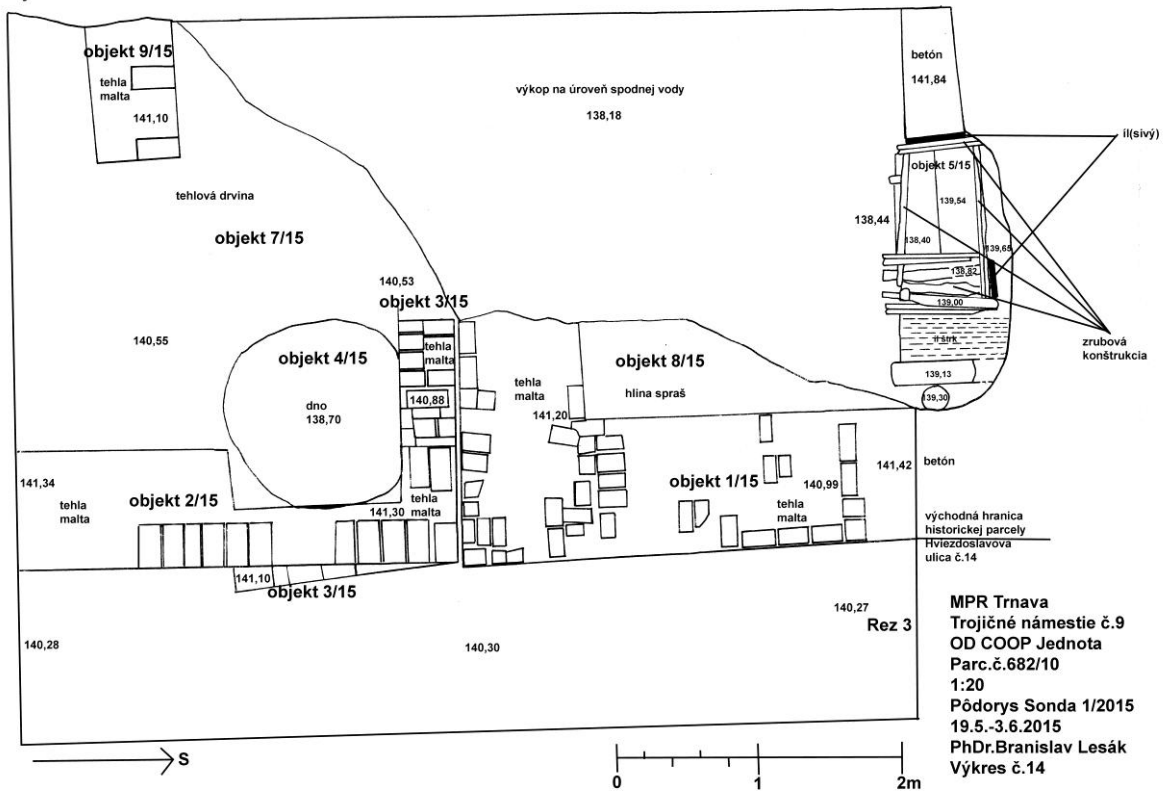 objekt 9/15
tehla
malta
141,10
výkop na úroveň spodnej vody
138,18
betón
141,84
íl(sivý)
objekt 5/15
139,54
138,44
138,40
139,65
138,82
139,00
zrubová
konštrukcia
íl štrk
139,13
139,30
tehlová drvina
objekt 7/15
140,53
objekt 3/15
140,55
objekt 4/15
dno
138,70
tehla
malta
140,88
tehla
malta
141,20
objekt 8/15
hlina spraš
141,34
tehla
malta
objekt 2/15
141,30
tehla
malta
objekt 1/15
140,99
tehla
malta
141,42
betón
východná hranica
historickej parcely
Hviezdoslavova
ulica č.14
141,10
objekt 3/15
140,28
140,30
140,27
Rez 3
MPR Trnava
Trojičné námestie č.9
OD COOP Jednota
Parc.č.682/10
1:20
Pôdorys Sonda 1/2015
19.5.-3.6.2015
PhDr.Branislav Lesák
Výkres č.14
S
0 1 2m